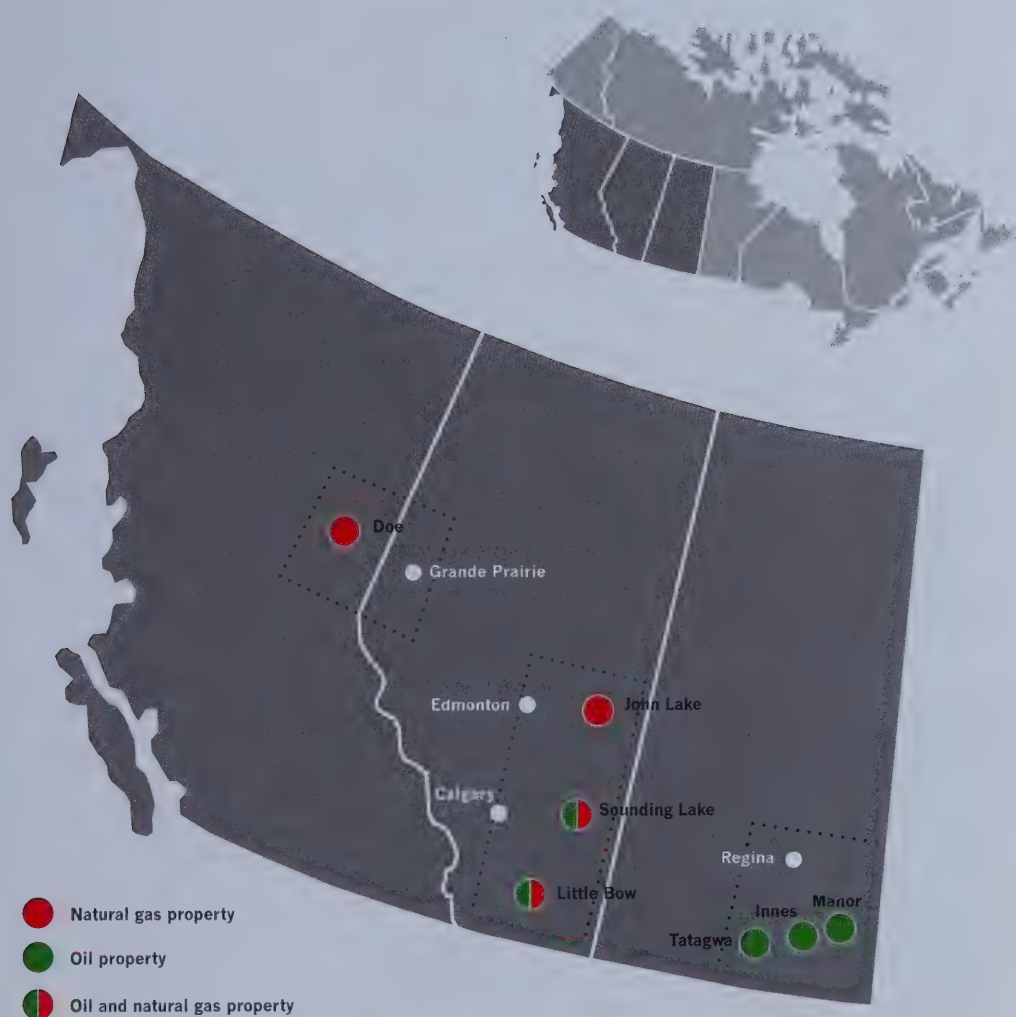 Doe
Grande Prairie
Edmonton
John Lake
Calgary
Sounding Lake
Regina
Little Bow
Manor
Innes
Tatagwa
Natural gas property
Oil property
Oil and natural gas property